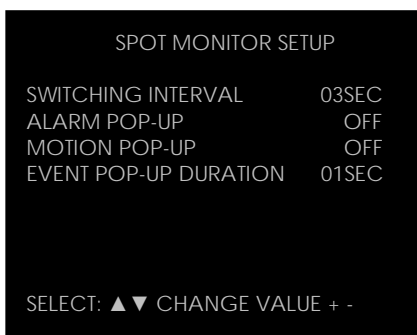 SPOT MONITOR SETUP
SWITCHING INTERVAL 03SEC
ALARM POP-UP OFF
MOTION POP-UP OFF
EVENT POP-UP DURATION 01SEC
SELECT: ▲▼ CHANGE VALUE + -